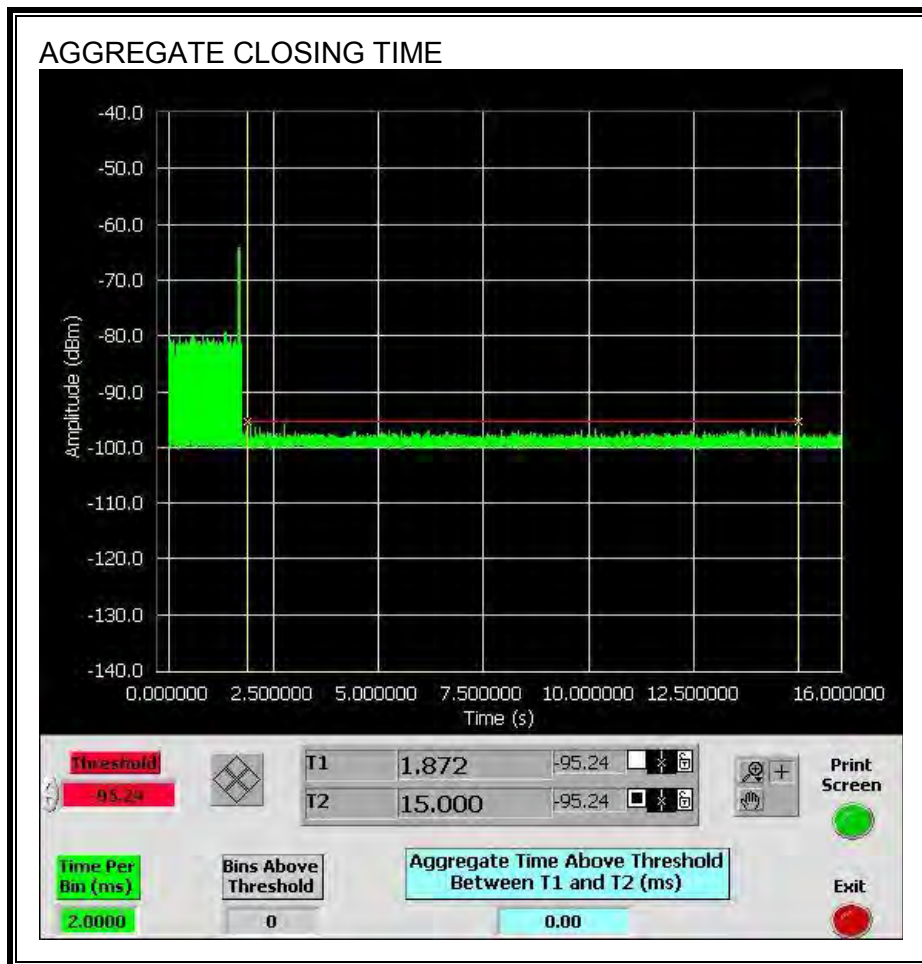 AGGREGATE CLOSING TIME
-40.0
-50.0
-60.0
-70.0
-80.0
-90.0
-100.0
-110.0
-120.0
-130.0
-140.0
Amplitude (dBm)
0.0000000 2.500000 5.000000 7.500000 10.000000 12.500000 16.000000
Time (s)
Threshold
-95.24
T1 1.872 -95.24
T2 15.000 -95.24
Print
Screen
Time Per
Bin (ms)
2.0000
Bins Above
Threshold
0
Aggregate Time Above Threshold
Between T1 and T2 (ms)
0.00
Exit